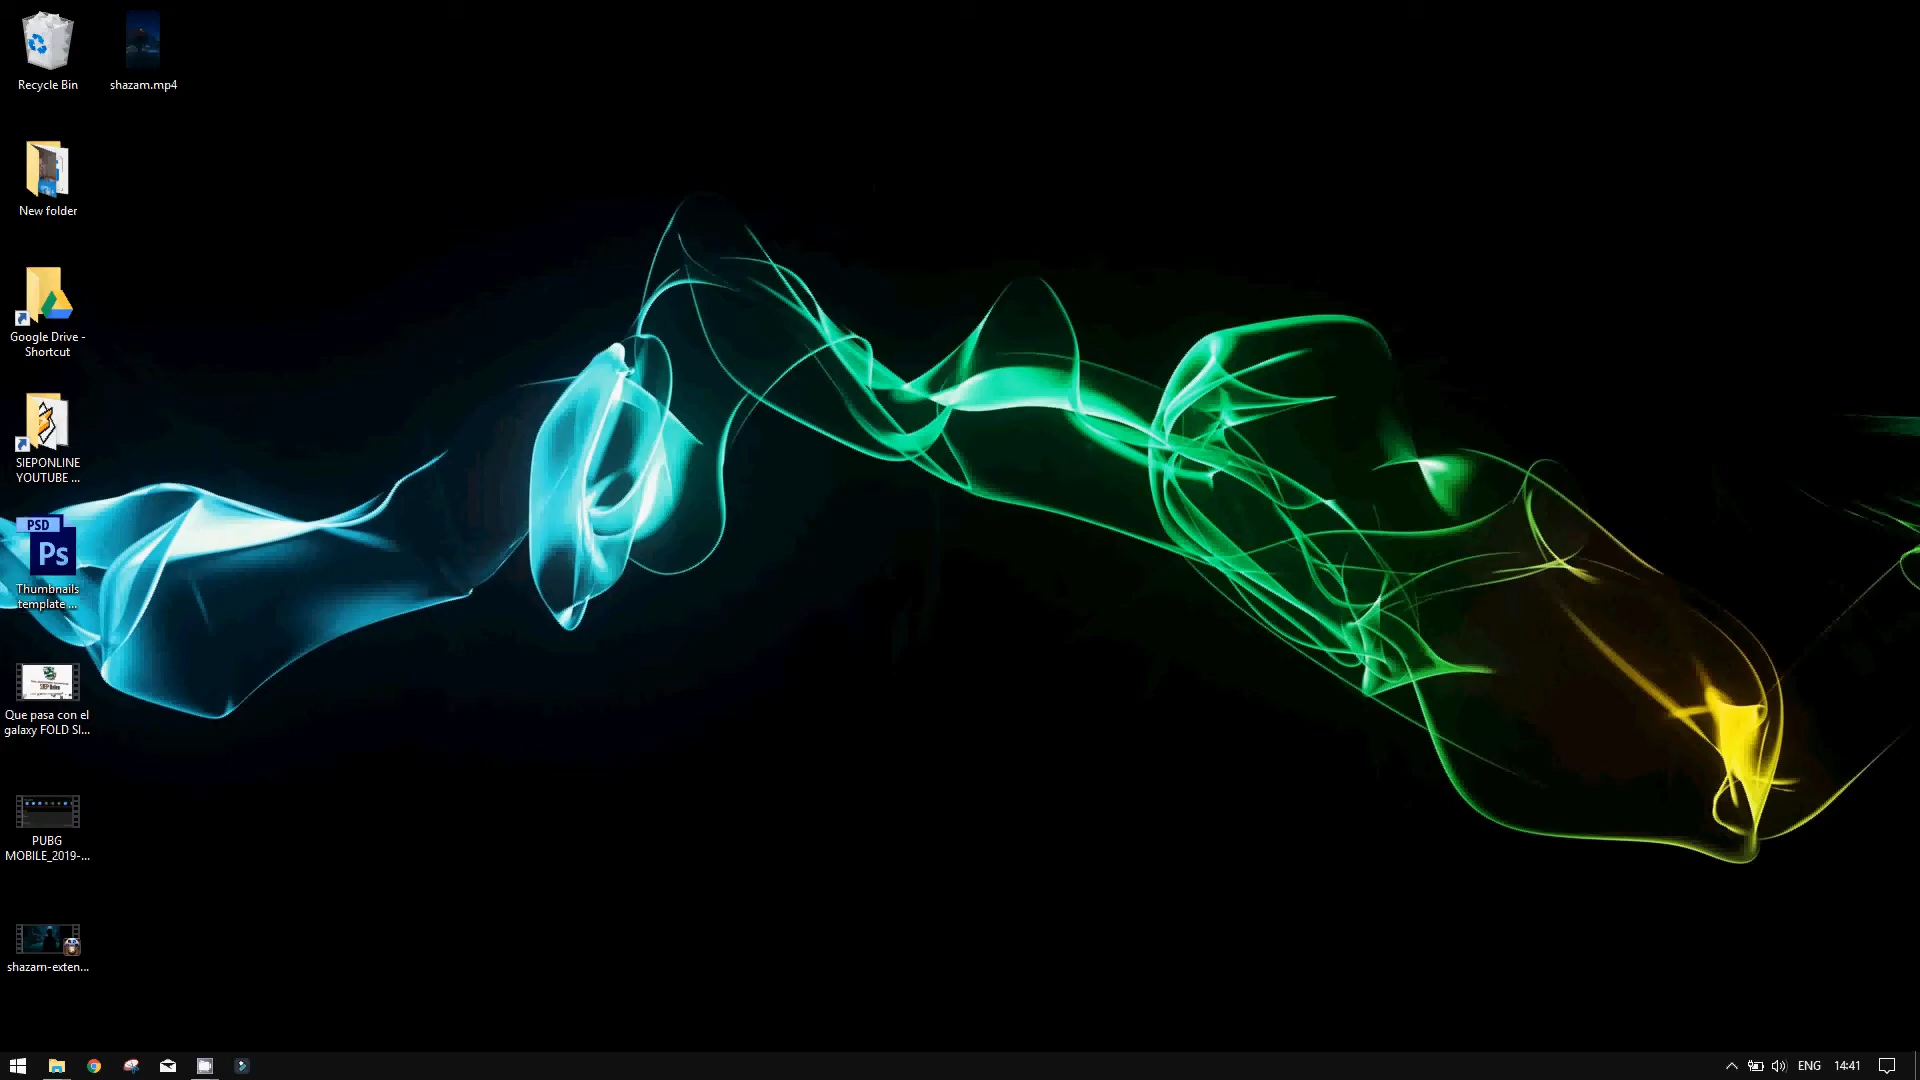 Recycle Bin
shazam.mp4
New folder
Google Drive -
Shortcut
SIEPONLINE
YOUTUBE ...
PSD
Ps
Thumbnails
template ...
Que pasa con el
galaxy FOLD SI...
PUBG
MOBILE_2019-...
shazam-exten...
ENG
14:41